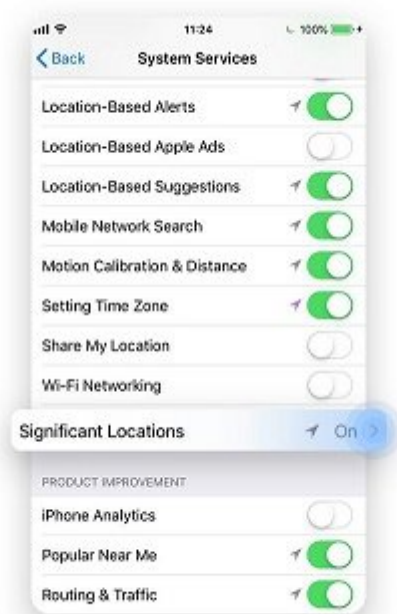 11:24 100%
Back System Services
Location-Based Alerts
Location-Based Apple Ads
Location-Based Suggestions
Mobile Network Search
Motion Calibration & Distance
Setting Time Zone
Share My Location
Wi-Fi Networking
Significant Locations On
PRODUCT IMPROVEMENT
iPhone Analytics
Popular Near Me
Routing & Traffic